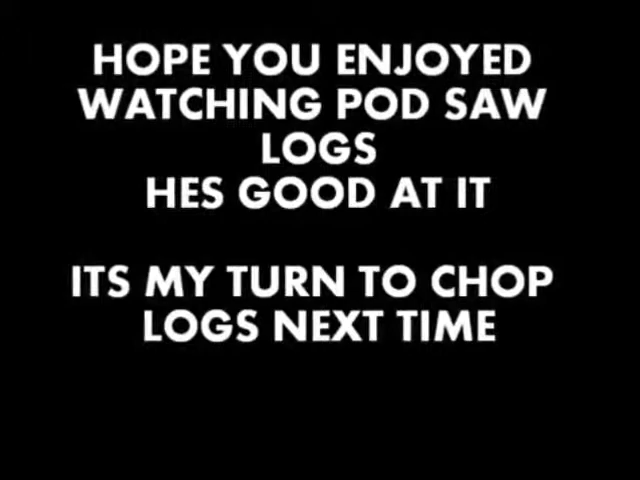 HOPE YOU ENJOYED
WATCHING POD SAW
LOGS
HES GOOD AT IT
ITS MY TURN TO CHOP
LOGS NEXT TIME